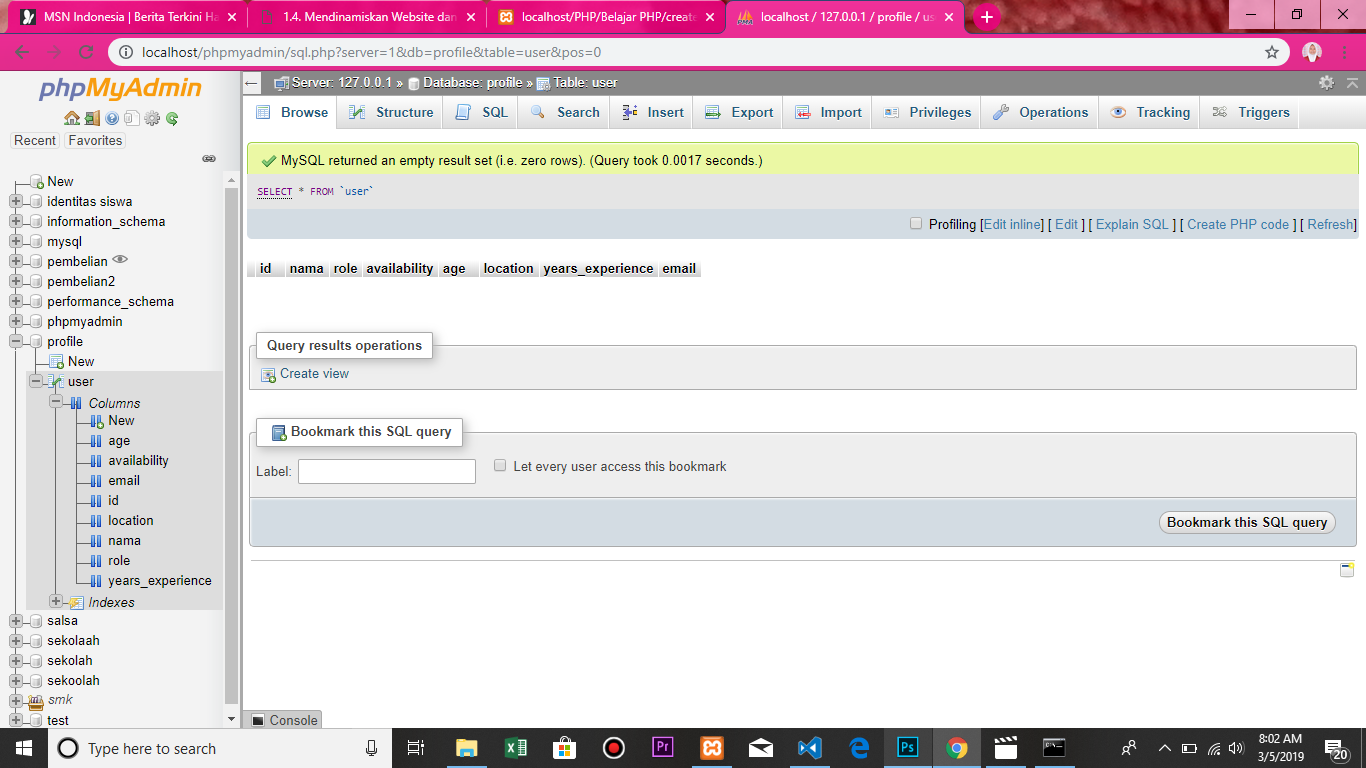 MSN Indonesia | Berita Terkini Ha
1.4. Mendinamiskan Website dan
localhost/PHP/Belajar PHP/create
localhost / 127.0.0.1 / profile / us
localhost/phpmyadmin/sql.php?server=1&db=profile&table=user&pos=0
phpMyAdmin
Recent Favorites
New
identitas siswa
information_schema
mysql
pembelian
pembelian2
performance_schema
phpmyadmin
profile
New
user
Columns
New
age
availability
email
id
location
nama
role
years_experience
Indexes
salsa
sekolaah
sekolah
sekoolah
smk
test
Server: 127.0.0.1 » Database: profile » Table: user
Browse Structure SQL Search Insert Export Import Privileges Operations Tracking Triggers
MySQL returned an empty result set (i.e. zero rows). (Query took 0.0017 seconds.)
SELECT * FROM `user`
Profiling [Edit inline] [ Edit ] [ Explain SQL ] [ Create PHP code ] [ Refresh]
id nama role availability age location years_experience email
Query results operations
Create view
Bookmark this SQL query
Label: Let every user access this bookmark
Bookmark this SQL query
Console
Type here to search
Pr
Ps
8:02 AM
3/5/2019
20